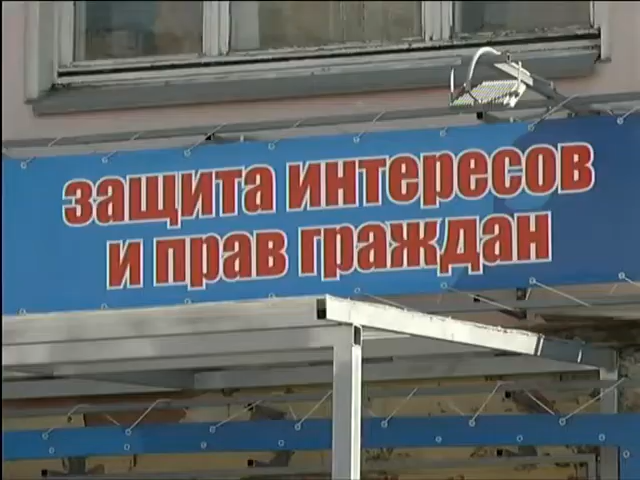 защита интересов
и прав граждан